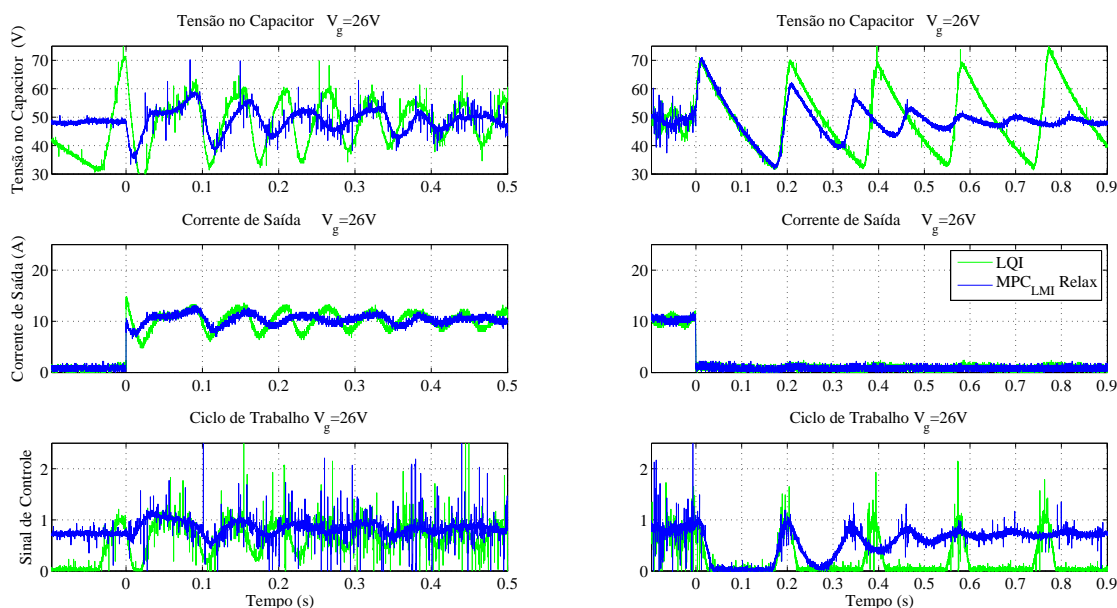 Tensão no Capacitor V_g=26V
Tensão no Capacitor (V)
70
60
50
40
30
0 0.1 0.2 0.3 0.4 0.5
Tensão no Capacitor V_g=26V
70
60
50
40
30
0 0.1 0.2 0.3 0.4 0.5 0.6 0.7 0.8 0.9
Corrente de Saída V_g=26V
Corrente de Saída (A)
20
10
0
0 0.1 0.2 0.3 0.4 0.5
Corrente de Saída V_g=26V
20
10
0
0 0.1 0.2 0.3 0.4 0.5 0.6 0.7 0.8 0.9
LQI
MPC_LMI Relax
Ciclo de Trabalho V_g=26V
Sinal de Controle
2
1
0
0 0.1 0.2 0.3 0.4 0.5
Tempo (s)
Ciclo de Trabalho V_g=26V
2
1
0
0 0.1 0.2 0.3 0.4 0.5 0.6 0.7 0.8 0.9
Tempo (s)